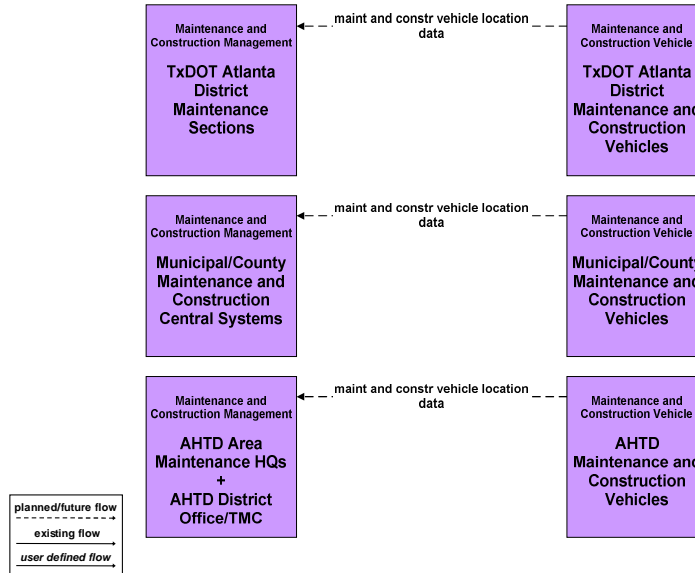 Maintenance and
Construction Management
TxDOT Atlanta
District
Maintenance
Sections
maint and constr vehicle location
data
Maintenance and
Construction Vehicle
TxDOT Atlanta
District
Maintenance and
Construction
Vehicles
Maintenance and
Construction Management
Municipal/County
Maintenance and
Construction
Central Systems
maint and constr vehicle location
data
Maintenance and
Construction Vehicle
Municipal/County
Maintenance and
Construction
Vehicles
Maintenance and
Construction Management
AHTD Area
Maintenance HQs
+
AHTD District
Office/TMC
maint and constr vehicle location
data
Maintenance and
Construction Vehicle
AHTD
Maintenance and
Construction
Vehicles
planned/future flow
existing flow
user defined flow